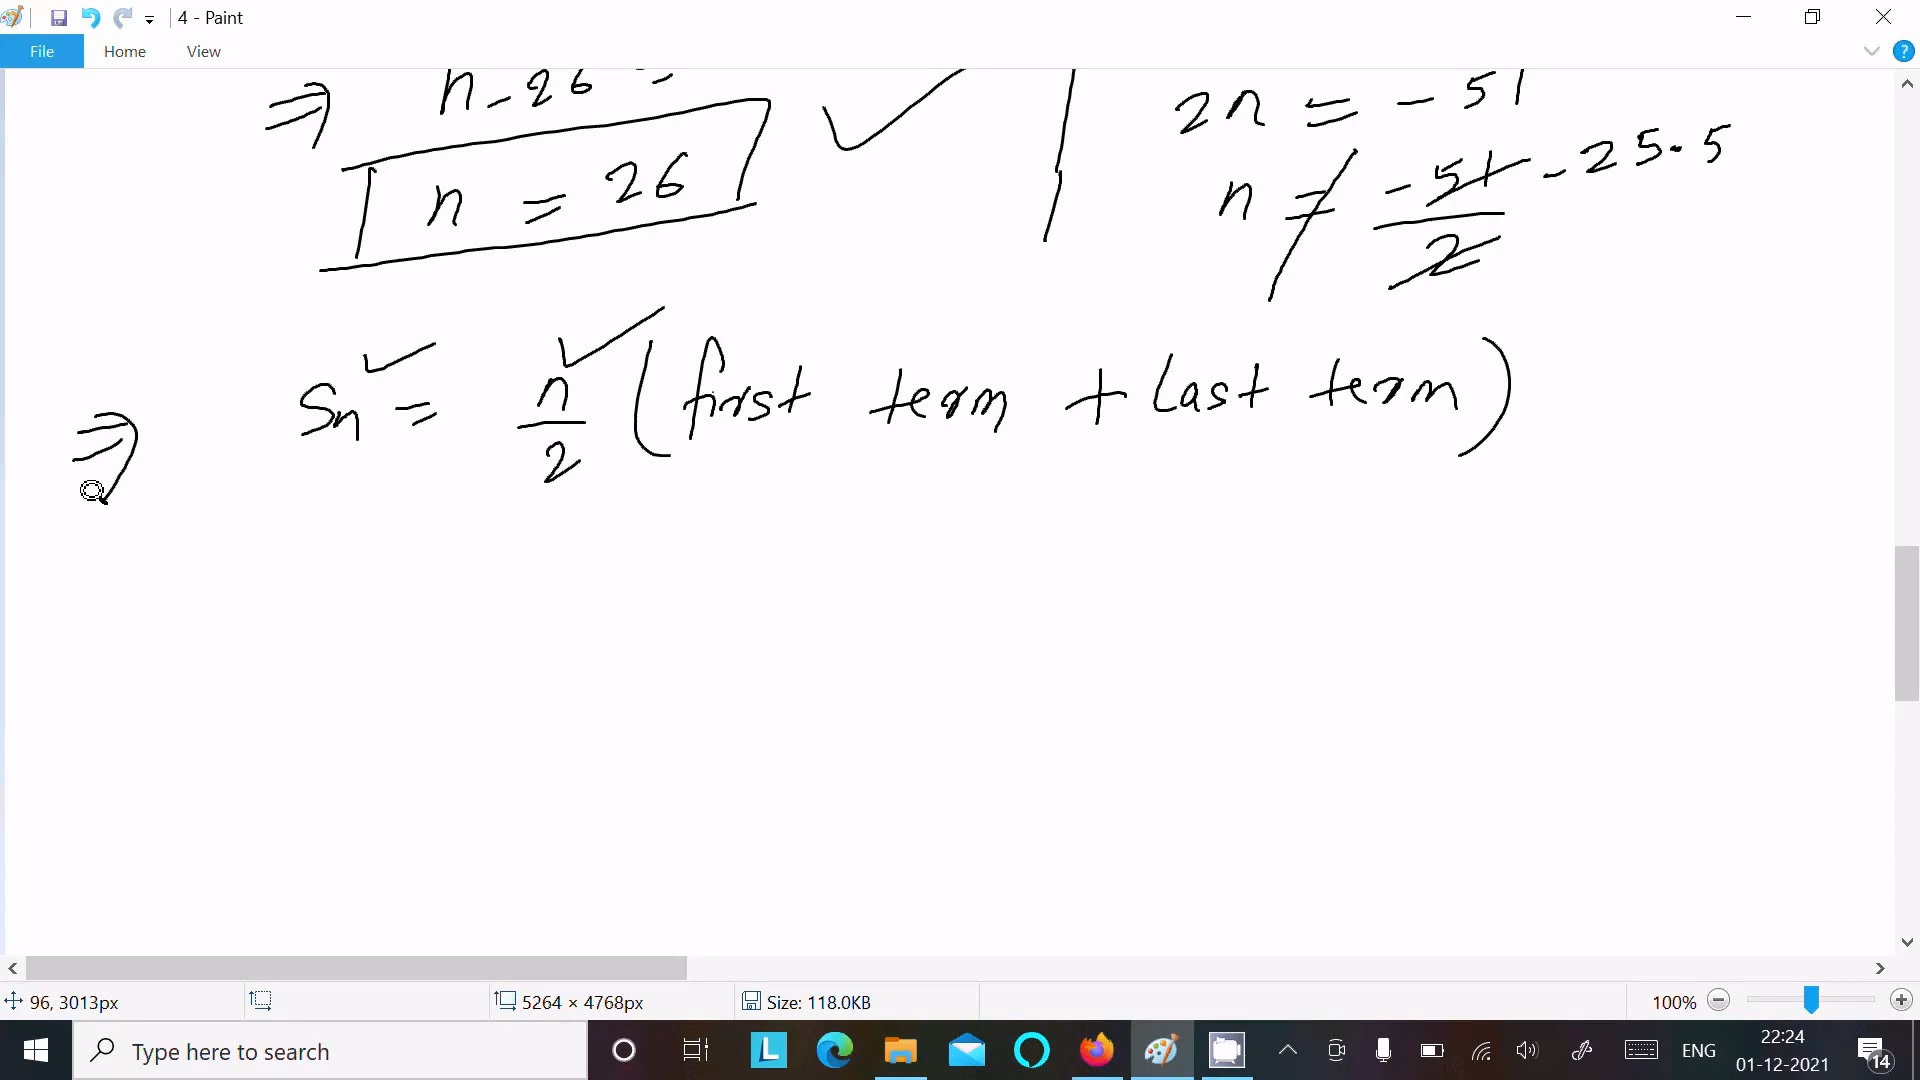 4 - Paint
File Home View
⇒ n - 26 =
2n = - 51
n = 26
n = - 51 / 2 - 25.5
⇒ Sn = n/2 ( first term + Last term )
96, 3013px 5264 × 4768px Size: 118.0KB 100%
Type here to search
L
ENG
22:24
01-12-2021
14